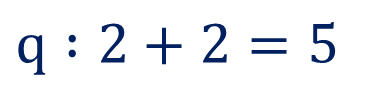 q : 2 + 2 = 5